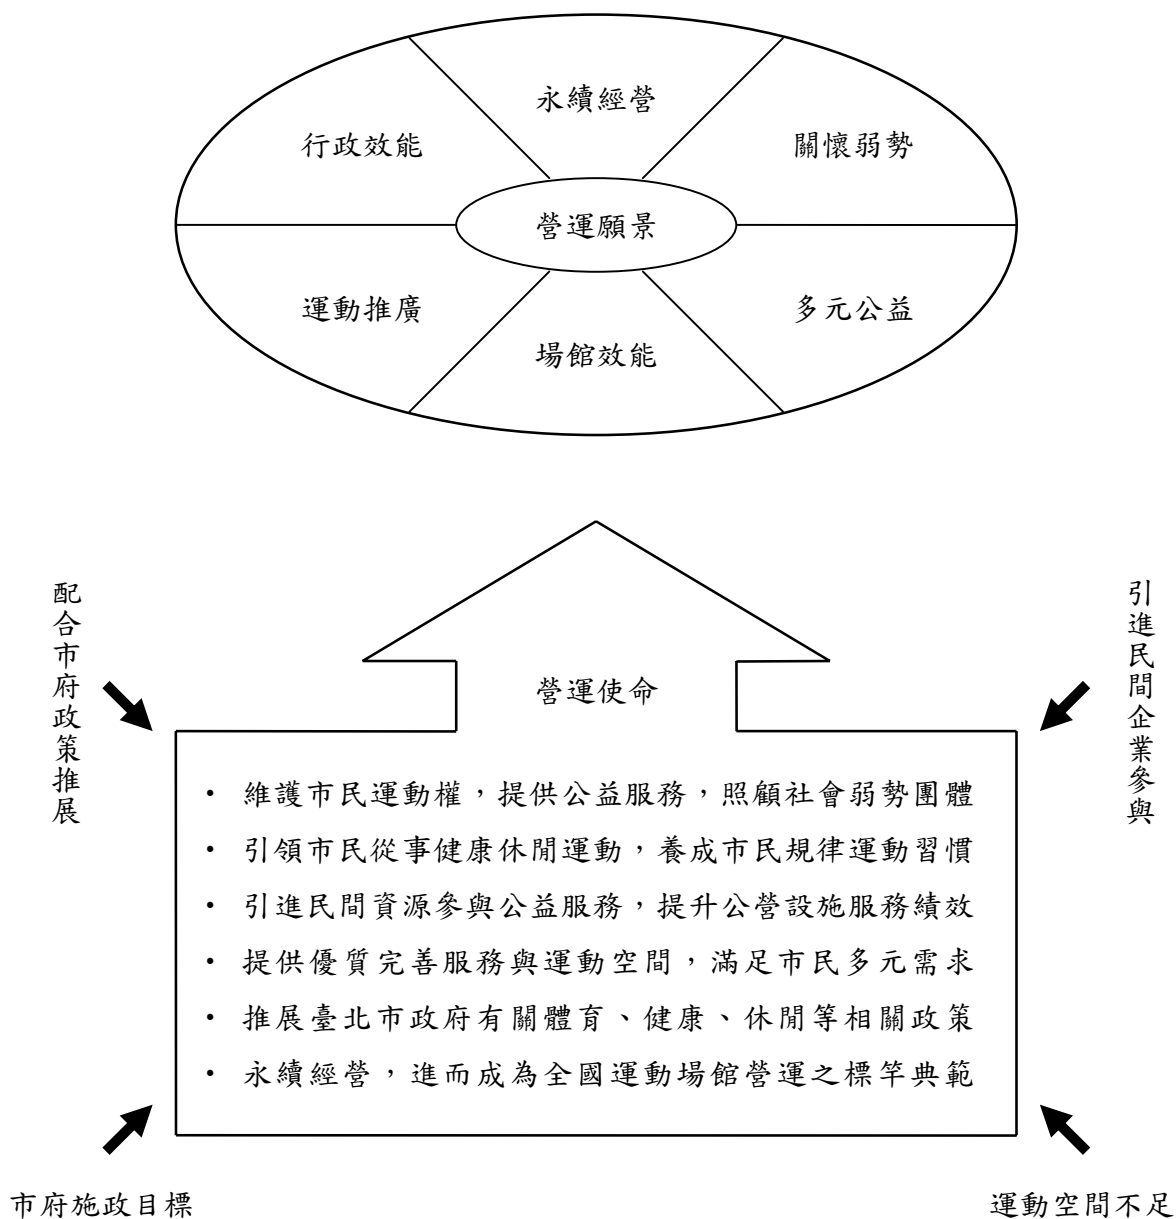 永續經營
行政效能
關懷弱勢
營運願景
運動推廣
多元公益
場館效能
配合市府政策推展
引進民間企業參與
營運使命
• 維護市民運動權，提供公益服務，照顧社會弱勢團體
• 引領市民從事健康休閒運動，養成市民規律運動習慣
• 引進民間資源參與公益服務，提升公營設施服務績效
• 提供優質完善服務與運動空間，滿足市民多元需求
• 推展臺北市政府有關體育、健康、休閒等相關政策
• 永續經營，進而成為全國運動場館營運之標竿典範
市府施政目標
運動空間不足